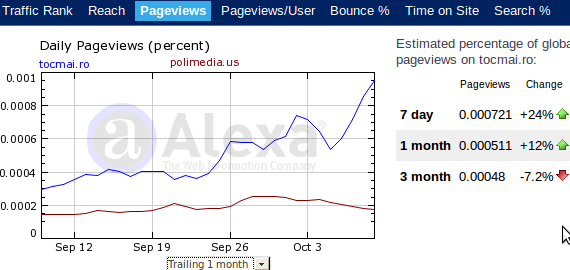 Traffic Rank Reach Pageviews Pageviews/User Bounce % Time on Site Search %
Daily Pageviews (percent)
tocmai.ro polimedia.us
0.001
0.0008
0.0006
0.0004
0.0002
0
Alexa
The Web Information Company
Sep 12 Sep 19 Sep 26 Oct 3
Trailing 1 month
Estimated percentage of globa
pageviews on tocmai.ro:
Pageviews Change
7 day 0.000721 +24%
1 month 0.000511 +12%
3 month 0.00048 -7.2%